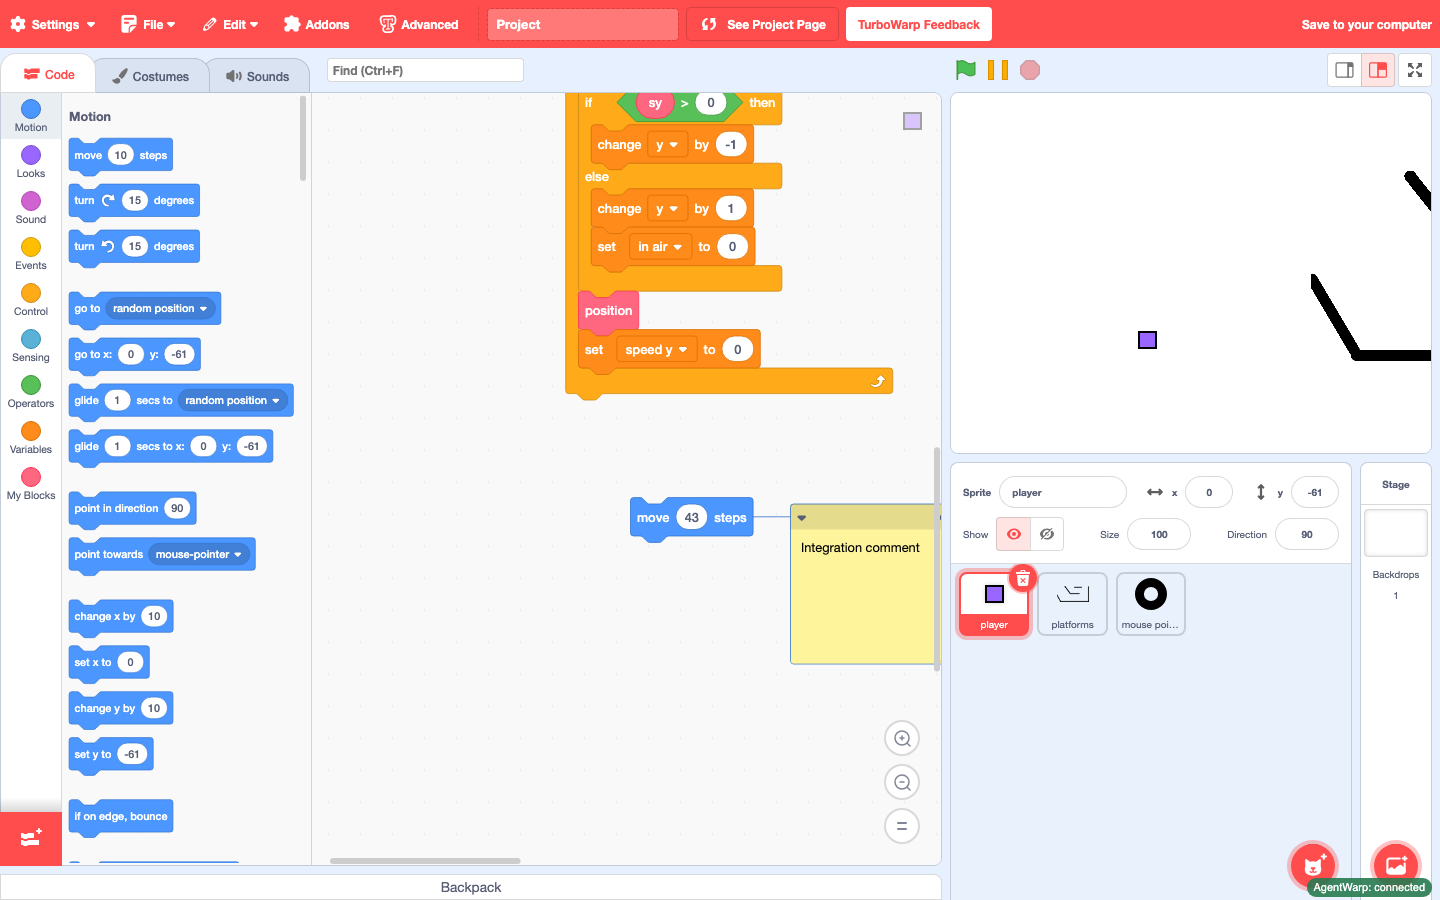 Settings
File
Edit
Addons
Advanced
Project
See Project Page
TurboWarp Feedback
Save to your computer
Code
Costumes
Sounds
Find (Ctrl+F)
Motion
Looks
Sound
Events
Control
Sensing
Operators
Variables
My Blocks
Motion
move 10 steps
turn 15 degrees
turn 15 degrees
go to random position
go to x: 0 y: -61
glide 1 secs to random position
glide 1 secs to x: 0 y: -61
point in direction 90
point towards mouse-pointer
change x by 10
set x to 0
change y by 10
set y to -61
if on edge, bounce
if sy > 0 then
change y by -1
else
change y by 1
set in air to 0
position
set speed y to 0
move 43 steps
Integration comment
Backpack
Sprite player x 0 y -61
Show Size 100 Direction 90
player
platforms
mouse poi...
Stage
Backdrops
1
AgentWarp: connected